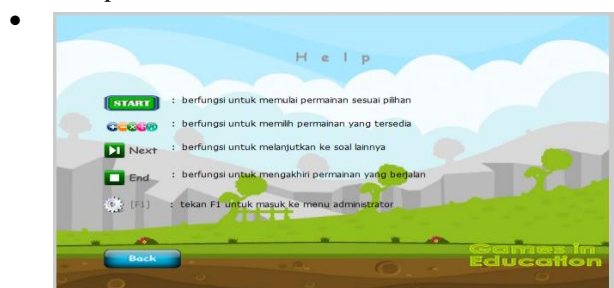 Help
START : berfungsi untuk memulai permainan sesuai pilihan
: berfungsi untuk memilih permainan yang tersedia
Next : berfungsi untuk melanjutkan ke soal lainnya
End : berfungsi untuk mengakhiri permainan yang berjalan
[F1] : tekan F1 untuk masuk ke menu administrator
Back
Games in
Education